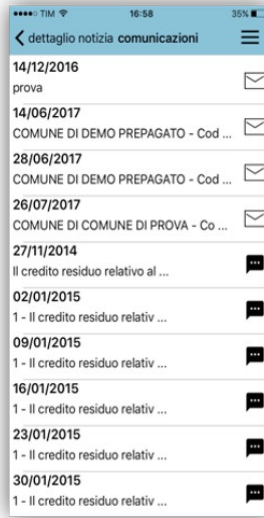 TIM 16:58 35%
dettaglio notizia comunicazioni
14/12/2016
prova
14/06/2017
COMUNE DI DEMO PREPAGATO - Cod ...
28/06/2017
COMUNE DI DEMO PREPAGATO - Cod ...
26/07/2017
COMUNE DI COMUNE DI PROVA - Co ...
27/11/2014
Il credito residuo relativo al ...
02/01/2015
1 - Il credito residuo relativ ...
09/01/2015
1 - Il credito residuo relativ ...
16/01/2015
1 - Il credito residuo relativ ...
23/01/2015
1 - Il credito residuo relativ ...
30/01/2015
1 - Il credito residuo relativ ...